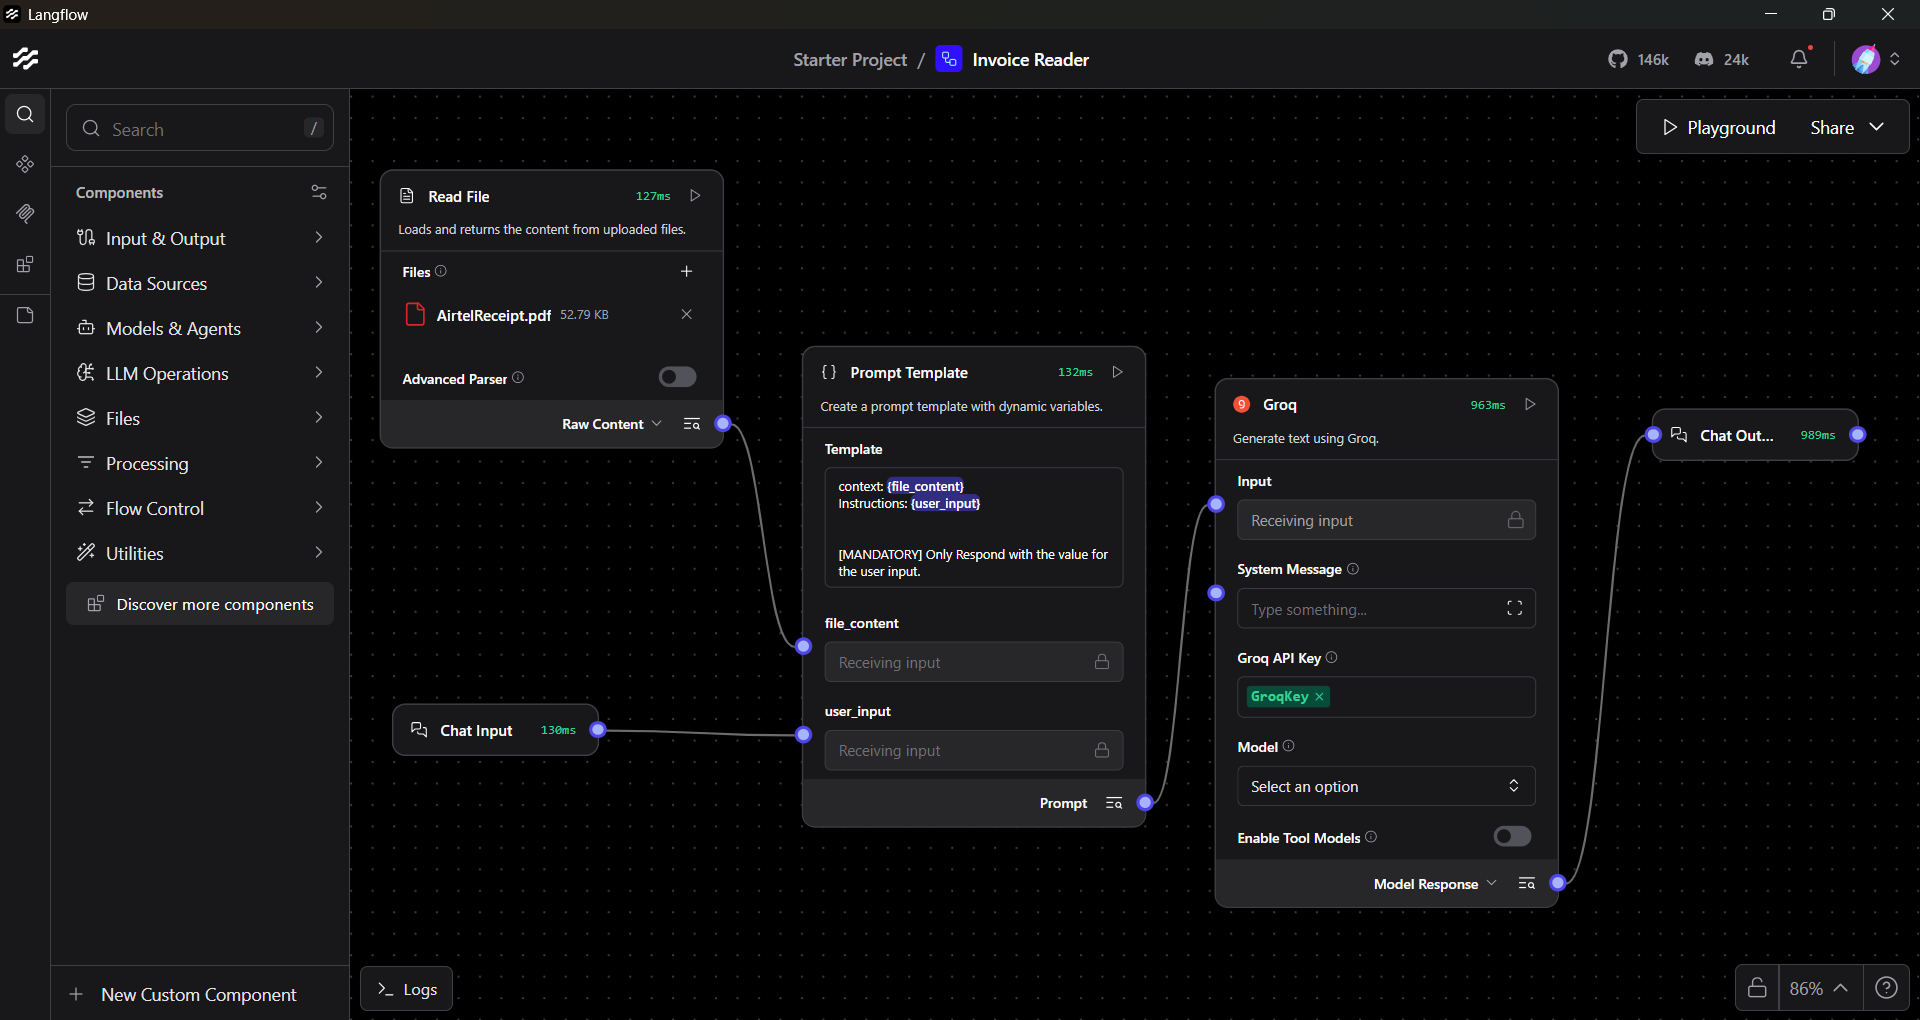 Langflow
Starter Project / Invoice Reader
146k
24k
Search /
Playground
Share
Components
Input & Output
Data Sources
Models & Agents
LLM Operations
Files
Processing
Flow Control
Utilities
Discover more components
New Custom Component
Read File 127ms
Loads and returns the content from uploaded files.
Files
AirtelReceipt.pdf 52.79 KB
Advanced Parser
Raw Content
Chat Input 130ms
Prompt Template 132ms
Create a prompt template with dynamic variables.
Template
context: {file_content}
Instructions: {user_input}
[MANDATORY] Only Respond with the value for
the user input.
file_content
Receiving input
user_input
Receiving input
Prompt
9 Groq 963ms
Generate text using Groq.
Input
Receiving input
System Message
Type something...
Groq API Key
GroqKey
Model
Select an option
Enable Tool Models
Model Response
Chat Out... 989ms
Logs
86%